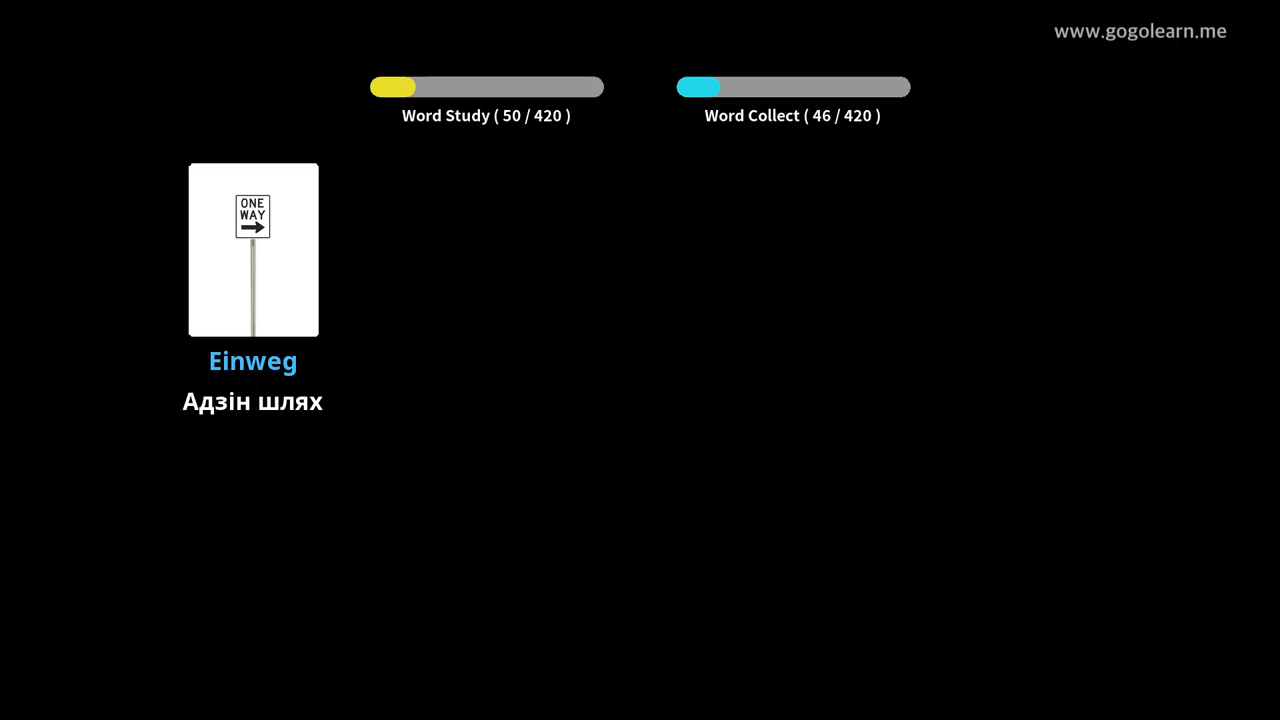 www.gogolearn.me
Word Study ( 50 / 420 )
Word Collect ( 46 / 420 )
ONE
WAY
Einweg
Адзін шлях